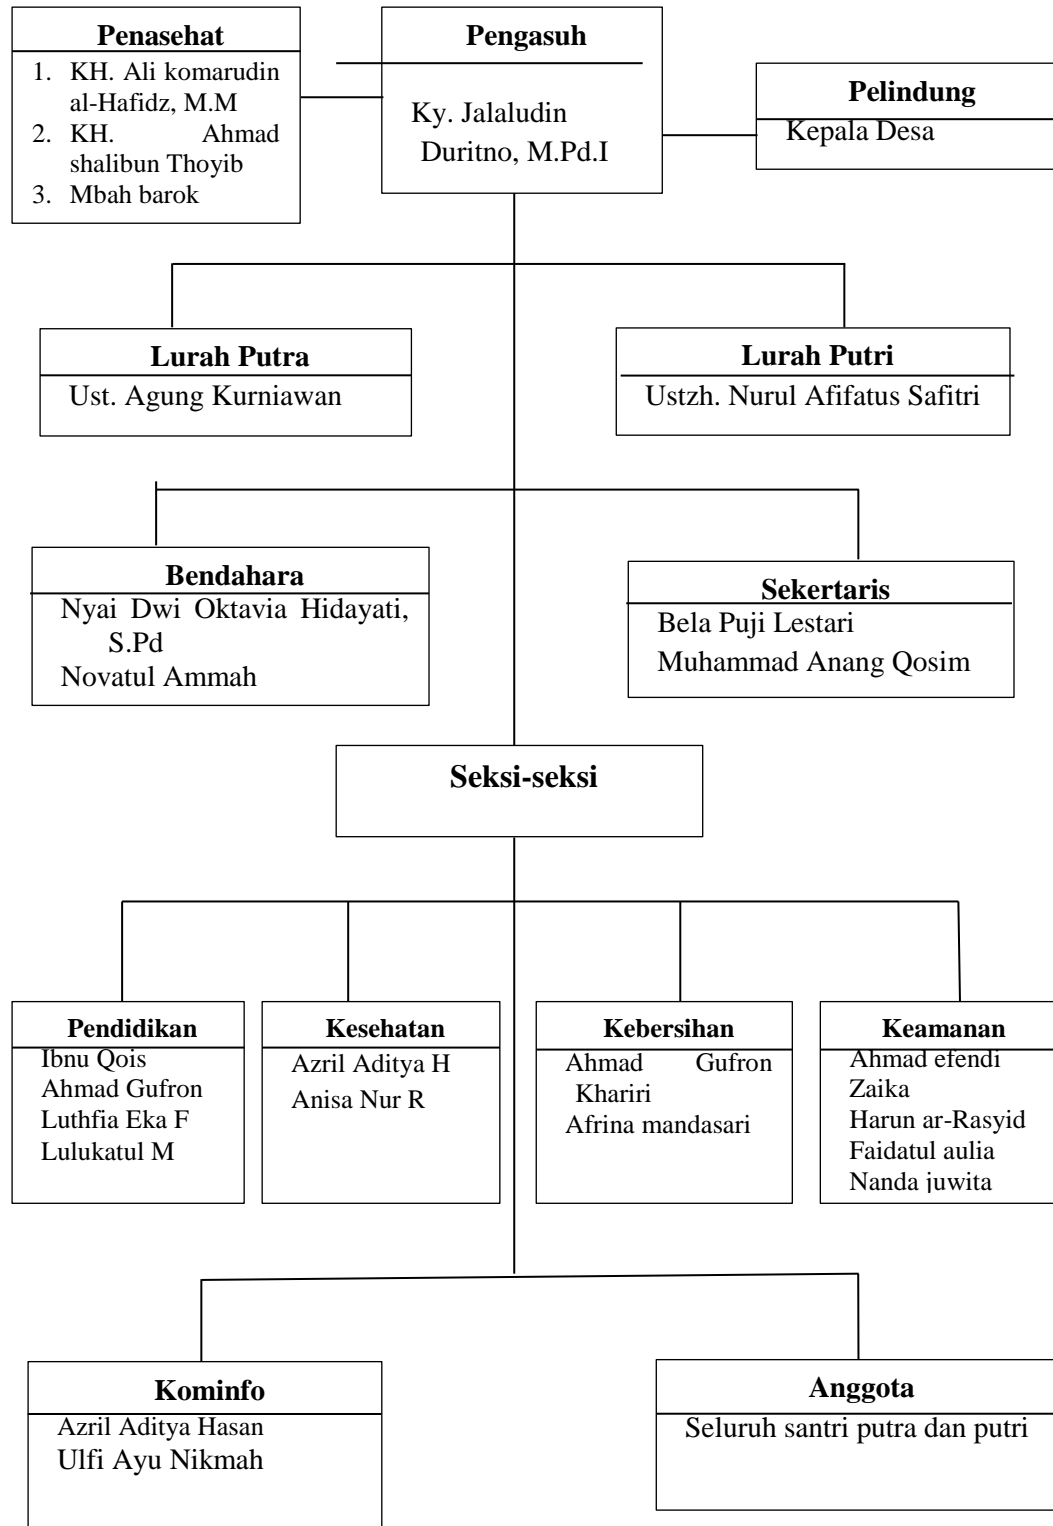 Penasehat
1. KH. Ali komarudin
al-Hafidz, M.M
2. KH. Ahmad
shalibun Thoyib
3. Mbah barok
Pengasuh
Ky. Jalaludin
Duritno, M.Pd.I
Pelindung
Kepala Desa
Lurah Putra
Ust. Agung Kurniawan
Lurah Putri
Ustzh. Nurul Afifatus Safitri
Bendahara
Nyai Dwi Oktavia Hidayati,
S.Pd
Novatul Ammah
Sekertaris
Bela Puji Lestari
Muhammad Anang Qosim
Seksi-seksi
Pendidikan
Ibnu Qois
Ahmad Gufron
Luthfia Eka F
Lulukatul M
Kesehatan
Azril Aditya H
Anisa Nur R
Kebersihan
Ahmad Gufron
Khariri
Afrina mandasari
Keamanan
Ahmad efendi
Zaika
Harun ar-Rasyid
Faidatul aulia
Nanda juwita
Kominfo
Azril Aditya Hasan
Ulfi Ayu Nikmah
Anggota
Seluruh santri putra dan putri